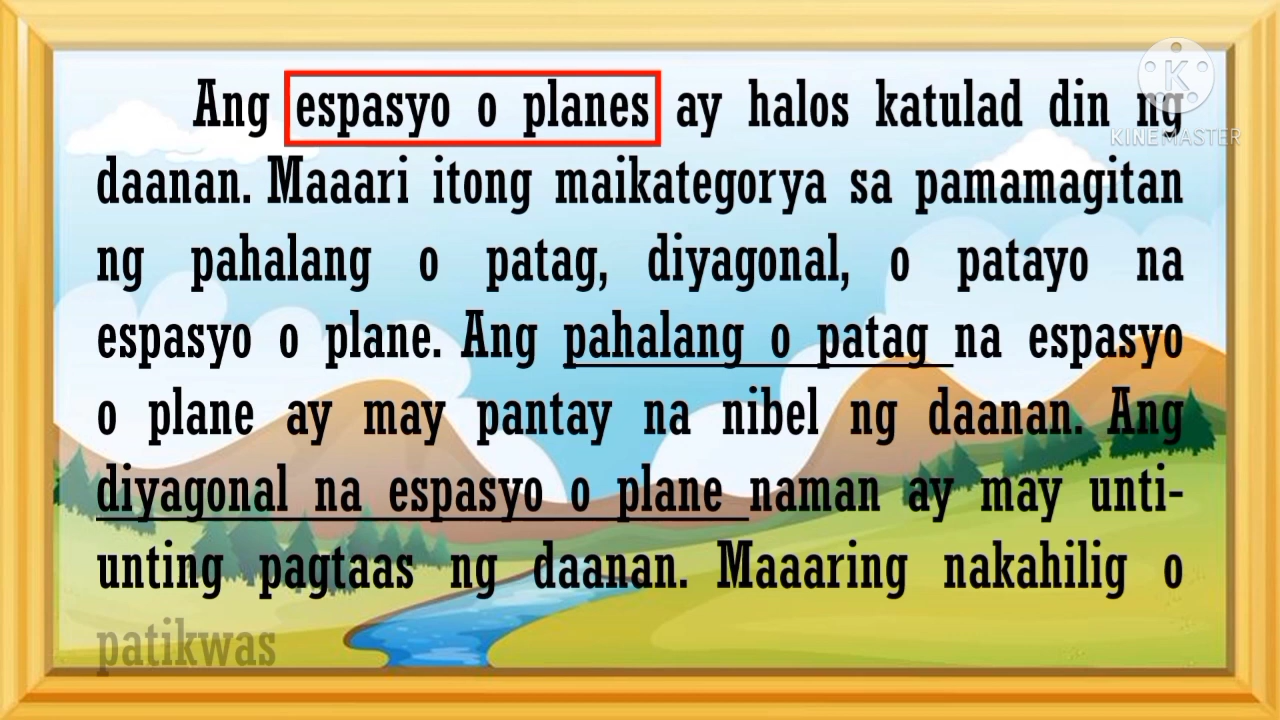 Ang espasyo o planes ay halos katulad din ng
KINEMASTER
daanan. Maaari itong maikategorya sa pamamagitan
ng pahalang o patag, diyagonal, o patayo na
espasyo o plane. Ang pahalang o patag na espasyo
o plane ay may pantay na nibel ng daanan. Ang
diyagonal na espasyo o plane naman ay may unti-
unting pagtaas ng daanan. Maaaring nakahilig o
patikwas